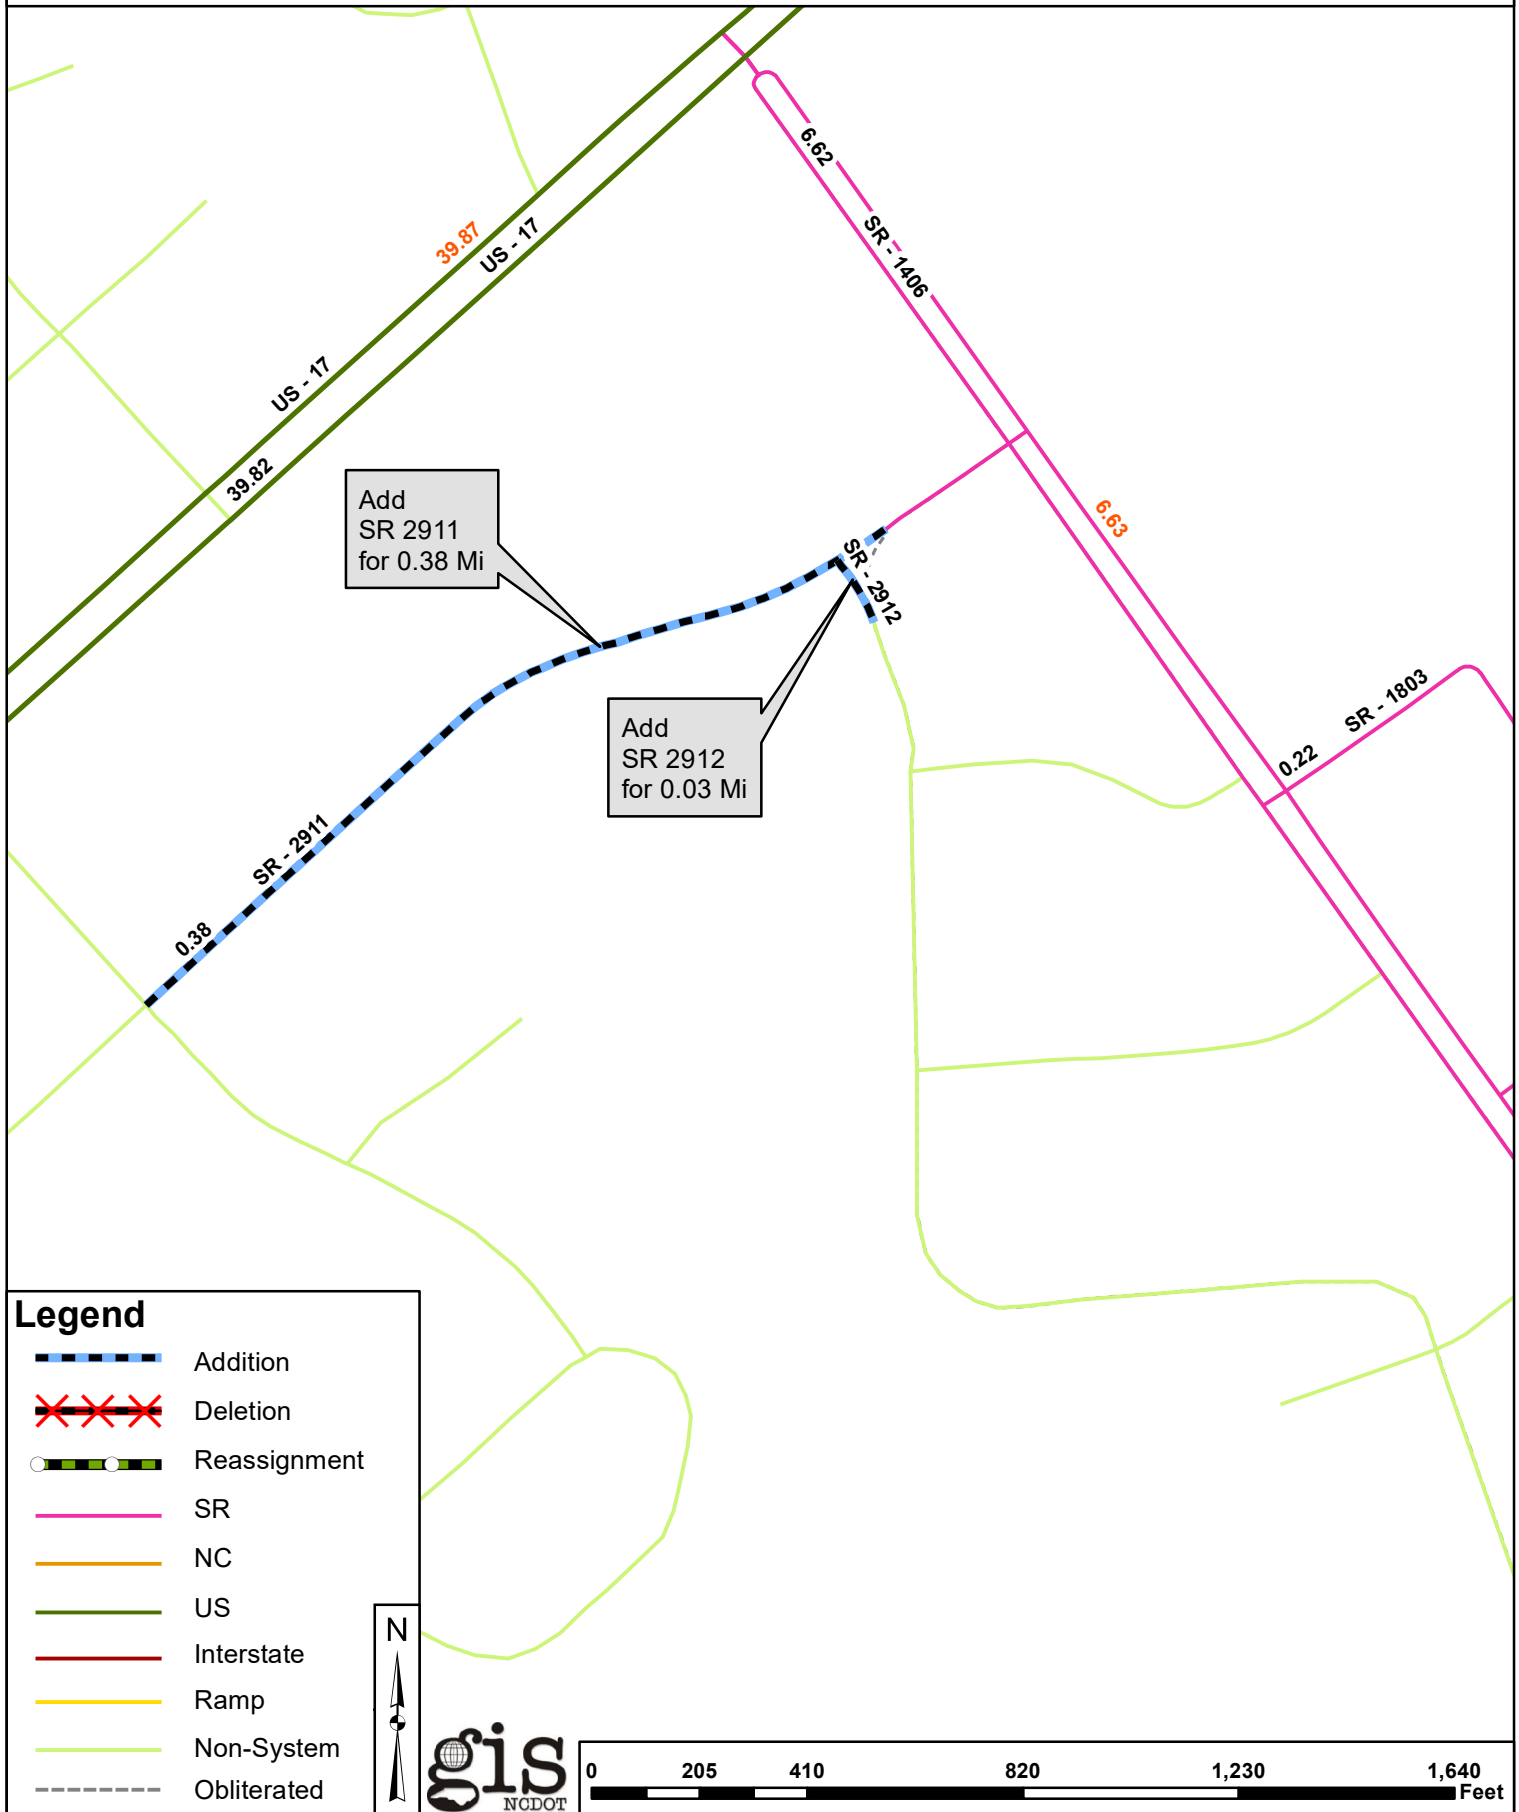 6.62
SR - 1406
39.87
US - 17
US - 17
39.82
Add
SR 2911
for 0.38 Mi
6.63
SR - 2912
Add
SR 2912
for 0.03 Mi
SR - 1803
0.22
SR - 2911
0.38
Legend
Addition
Deletion
Reassignment
SR
NC
US
Interstate
Ramp
Non-System
Obliterated
N
gis
NCDOT
0 205 410 820 1,230 1,640
Feet